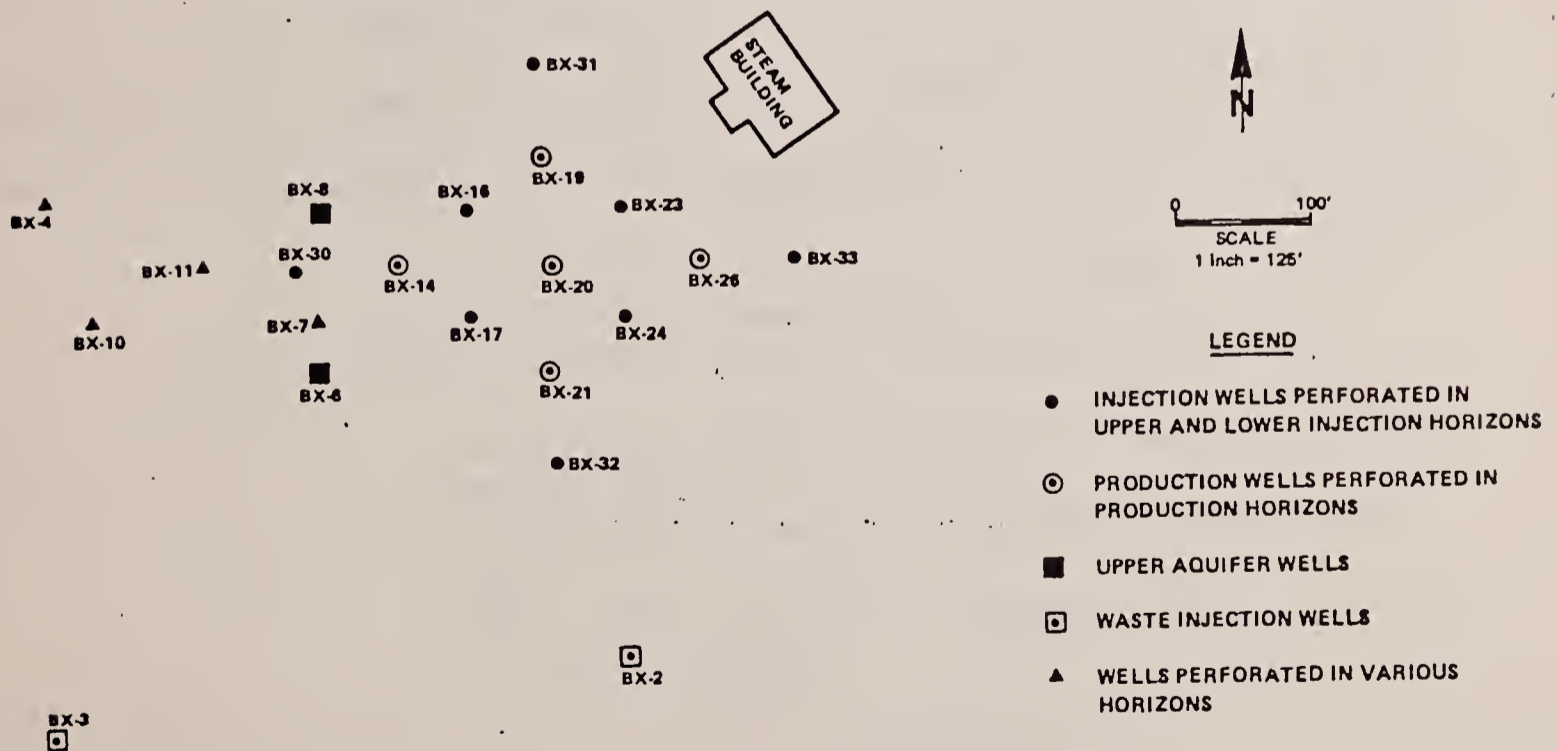 BX-31
STEAM
BUILDING
N
BX-19
BX-8
BX-16
BX-23
BX-4
0 100'
SCALE
1 Inch = 125'
BX-30
BX-11
BX-33
BX-14
BX-20
BX-26
BX-7
BX-10
BX-17
BX-24
LEGEND
BX-6
BX-21
INJECTION WELLS PERFORATED IN
UPPER AND LOWER INJECTION HORIZONS
BX-32
PRODUCTION WELLS PERFORATED IN
PRODUCTION HORIZONS
UPPER AQUIFER WELLS
WASTE INJECTION WELLS
BX-2
WELLS PERFORATED IN VARIOUS
HORIZONS
BX-3